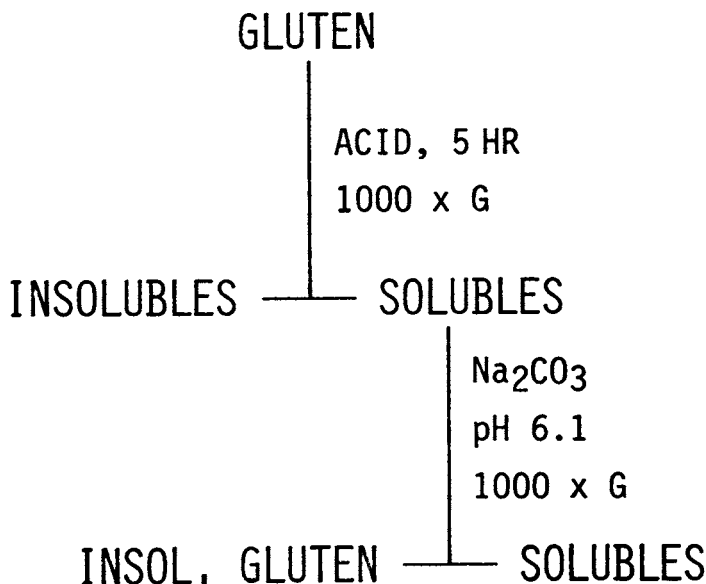 GLUTEN
ACID, 5 HR
1000 x G
INSOLUBLES
SOLUBLES
Na₂CO₃
pH 6.1
1000 x G
INSOL. GLUTEN
SOLUBLES